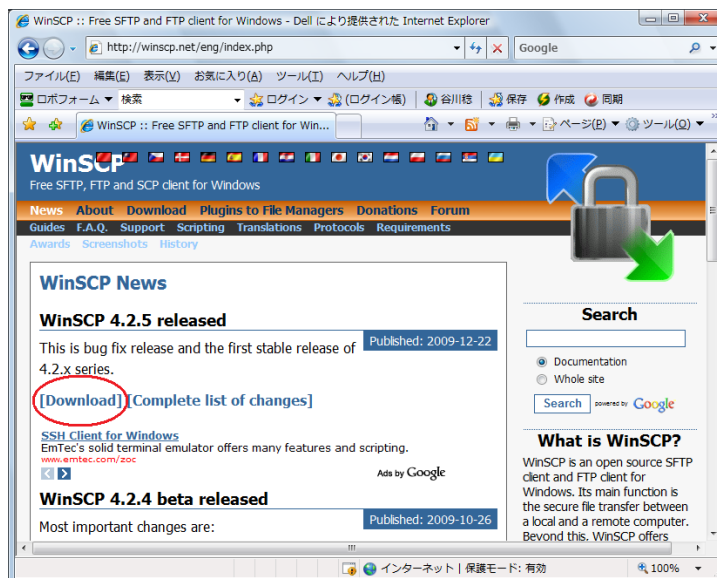 WinSCP :: Free SFTP and FTP client for Windows - Dell により提供された Internet Explorer
http://winscp.net/eng/index.php
Google
ファイル(F) 編集(E) 表示(V) お気に入り(A) ツール(T) ヘルプ(H)
ロボフォーム 検索 ログイン (ログイン帳) 谷川稔 保存 作成 同期
WinSCP :: Free SFTP and FTP client for Win... ページ(P) ツール(O)
WinSCP
Free SFTP, FTP and SCP client for Windows
News About Download Plugins to File Managers Donations Forum
Guides F.A.Q. Support Scripting Translations Protocols Requirements
Awards Screenshots History
WinSCP News
WinSCP 4.2.5 released
Published: 2009-12-22
This is bug fix release and the first stable release of
4.2.x series.
[Download] [Complete list of changes]
SSH Client for Windows
EmTec's solid terminal emulator offers many features and scripting.
www.emtec.com/zoc
Ads by Google
WinSCP 4.2.4 beta released
Published: 2009-10-26
Most important changes are:
Search
Documentation
Whole site
Search powered by Google
What is WinSCP?
WinSCP is an open source SFTP
client and FTP client for
Windows. Its main function is
the secure file transfer between
a local and a remote computer.
Beyond this, WinSCP offers
インターネット | 保護モード: 有効
100%